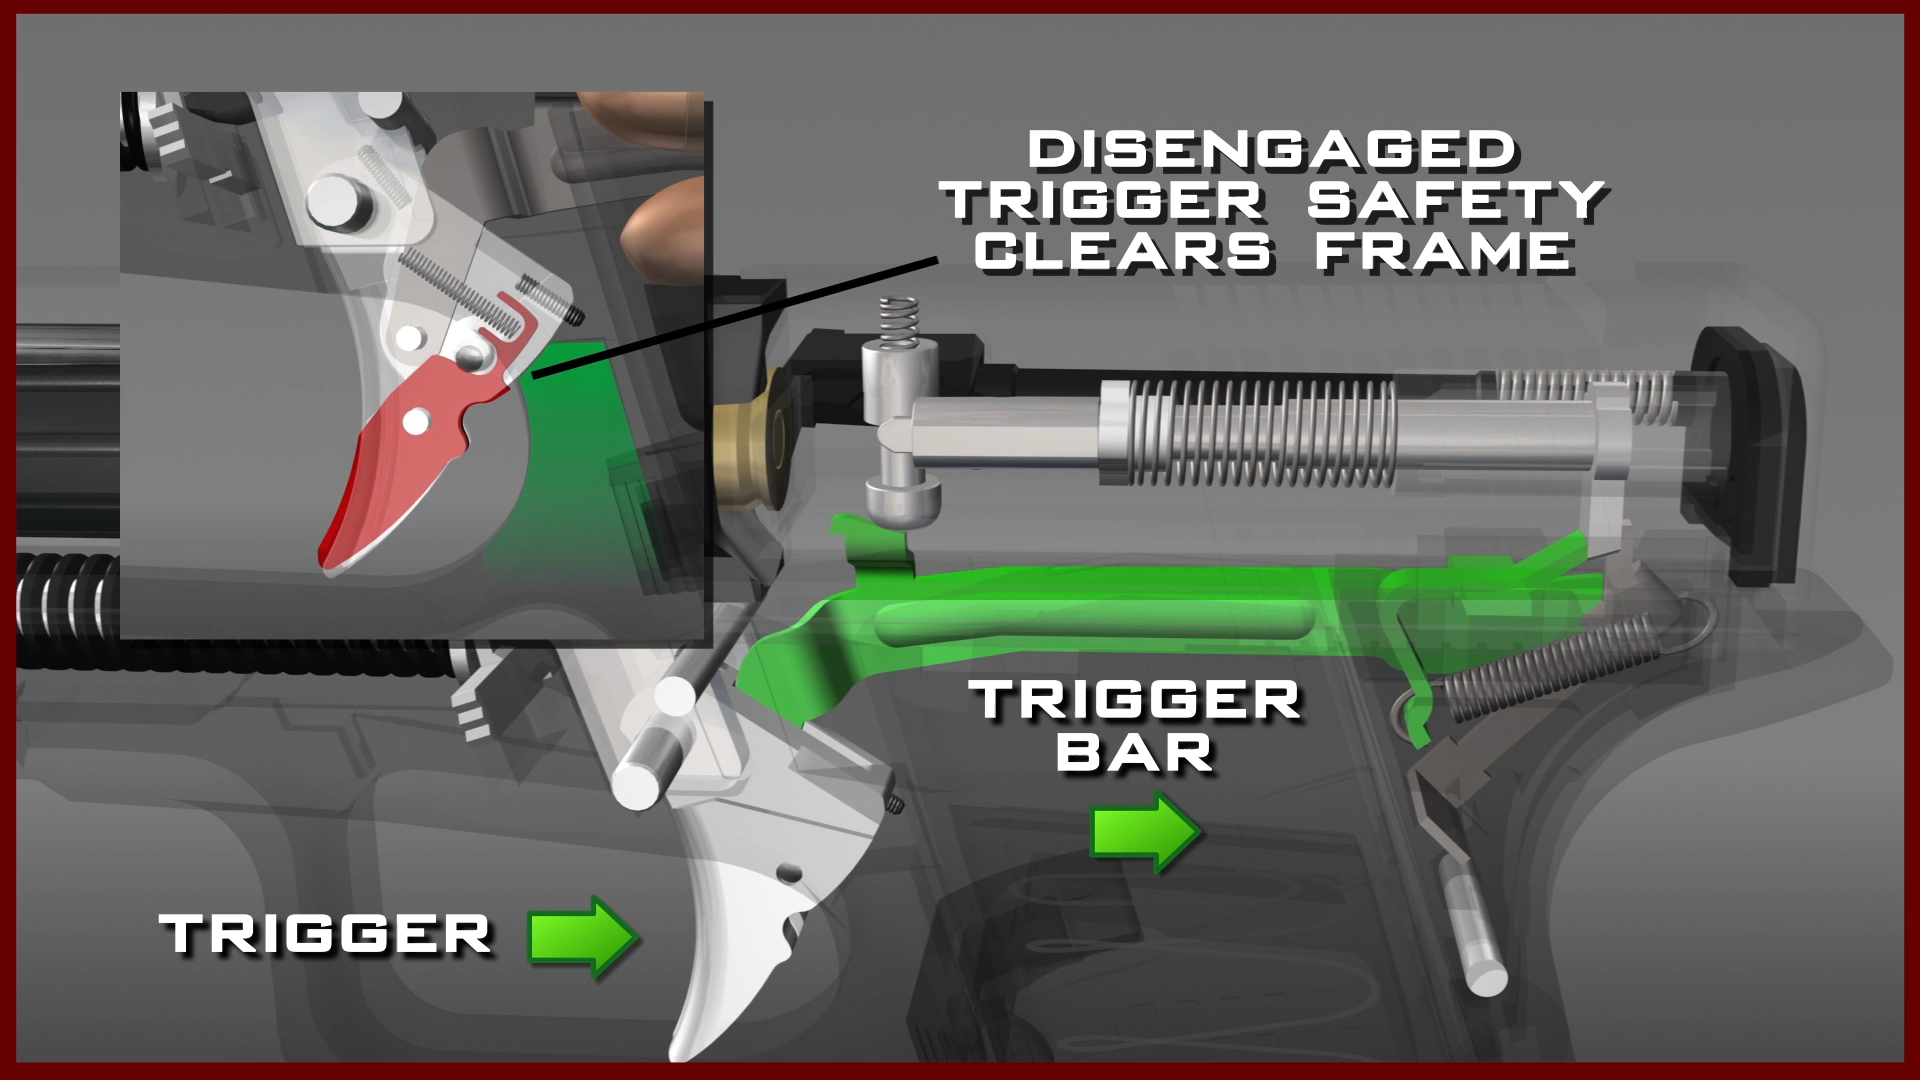 DISENGAGED
TRIGGER SAFETY
CLEARS FRAME
TRIGGER
BAR
TRIGGER